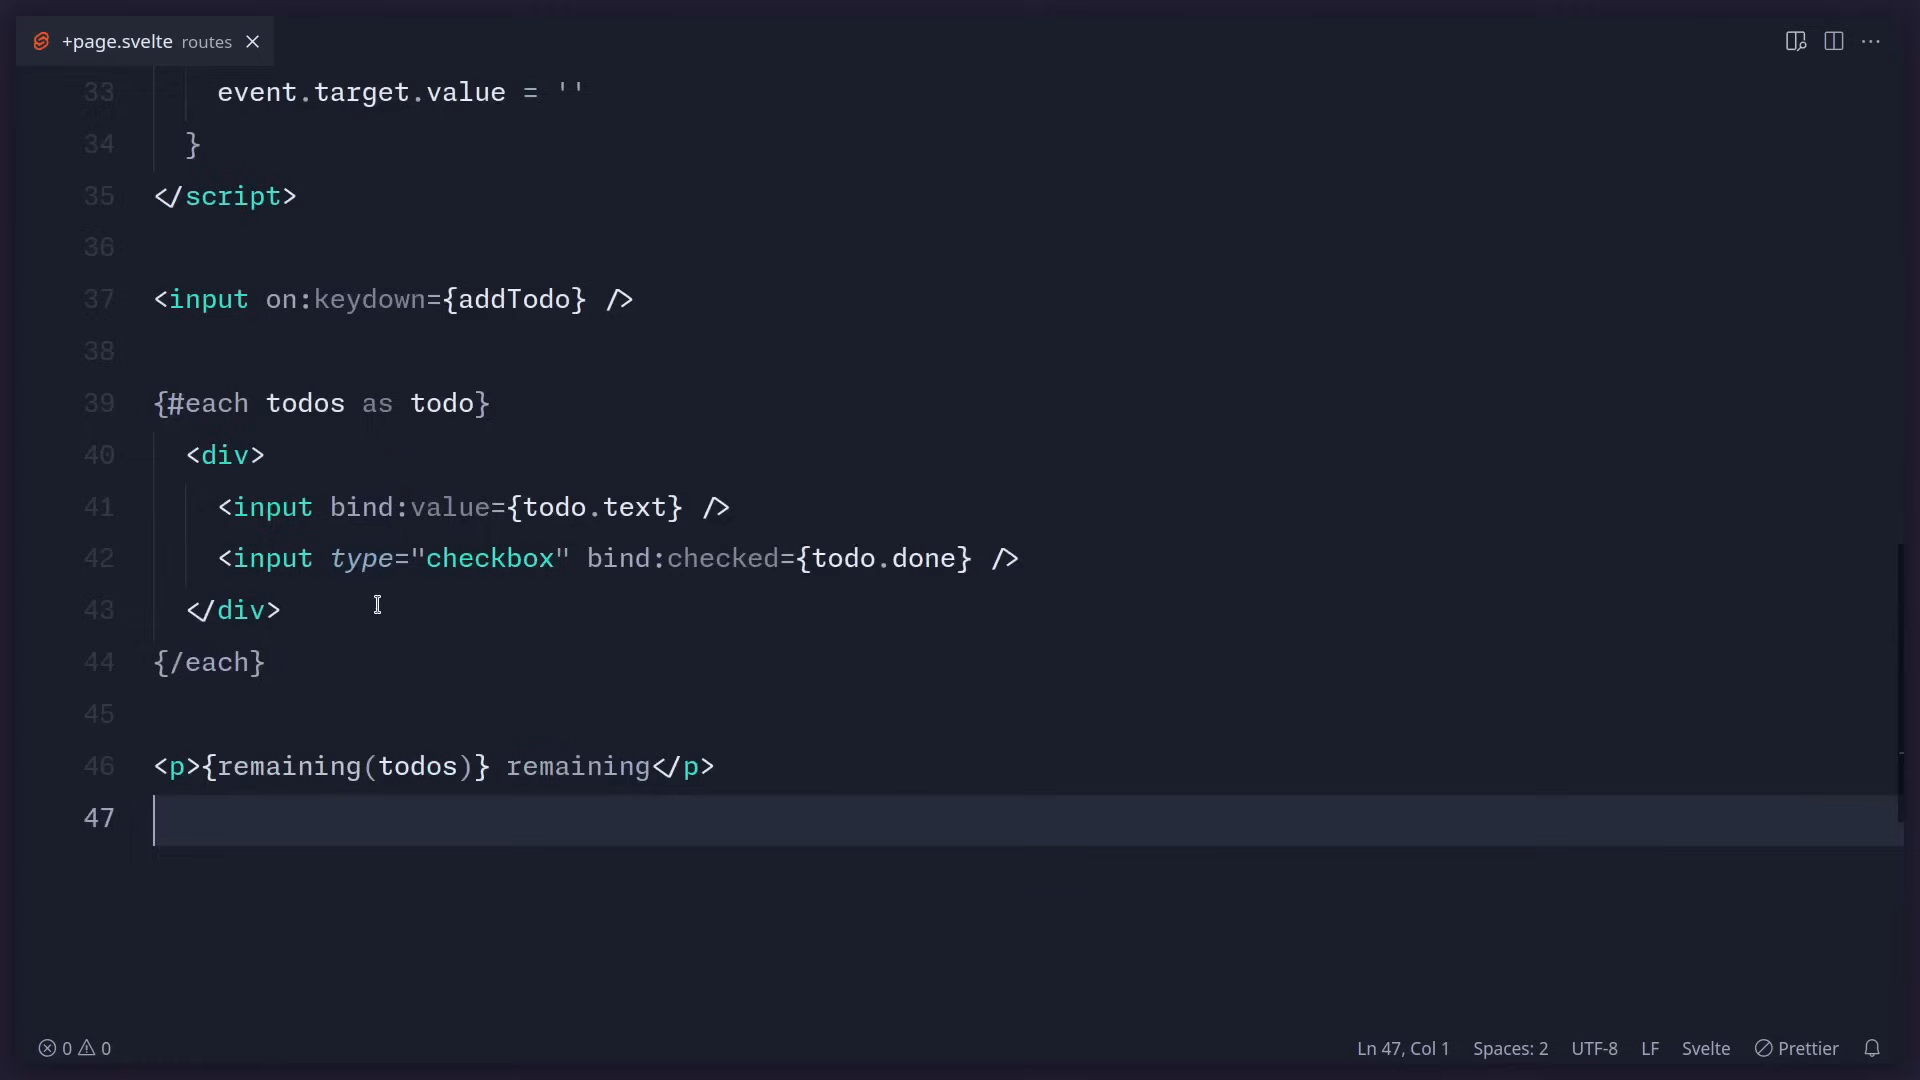 +page.svelte routes
33 event.target.value = ''
34 }
35 </script>
36
37 <input on:keydown={addTodo} />
38
39 {#each todos as todo}
40 <div>
41 <input bind:value={todo.text} />
42 <input type="checkbox" bind:checked={todo.done} />
43 </div>
44 {/each}
45
46 <p>{remaining(todos)} remaining</p>
47
0 0 Ln 47, Col 1 Spaces: 2 UTF-8 LF Svelte Prettier